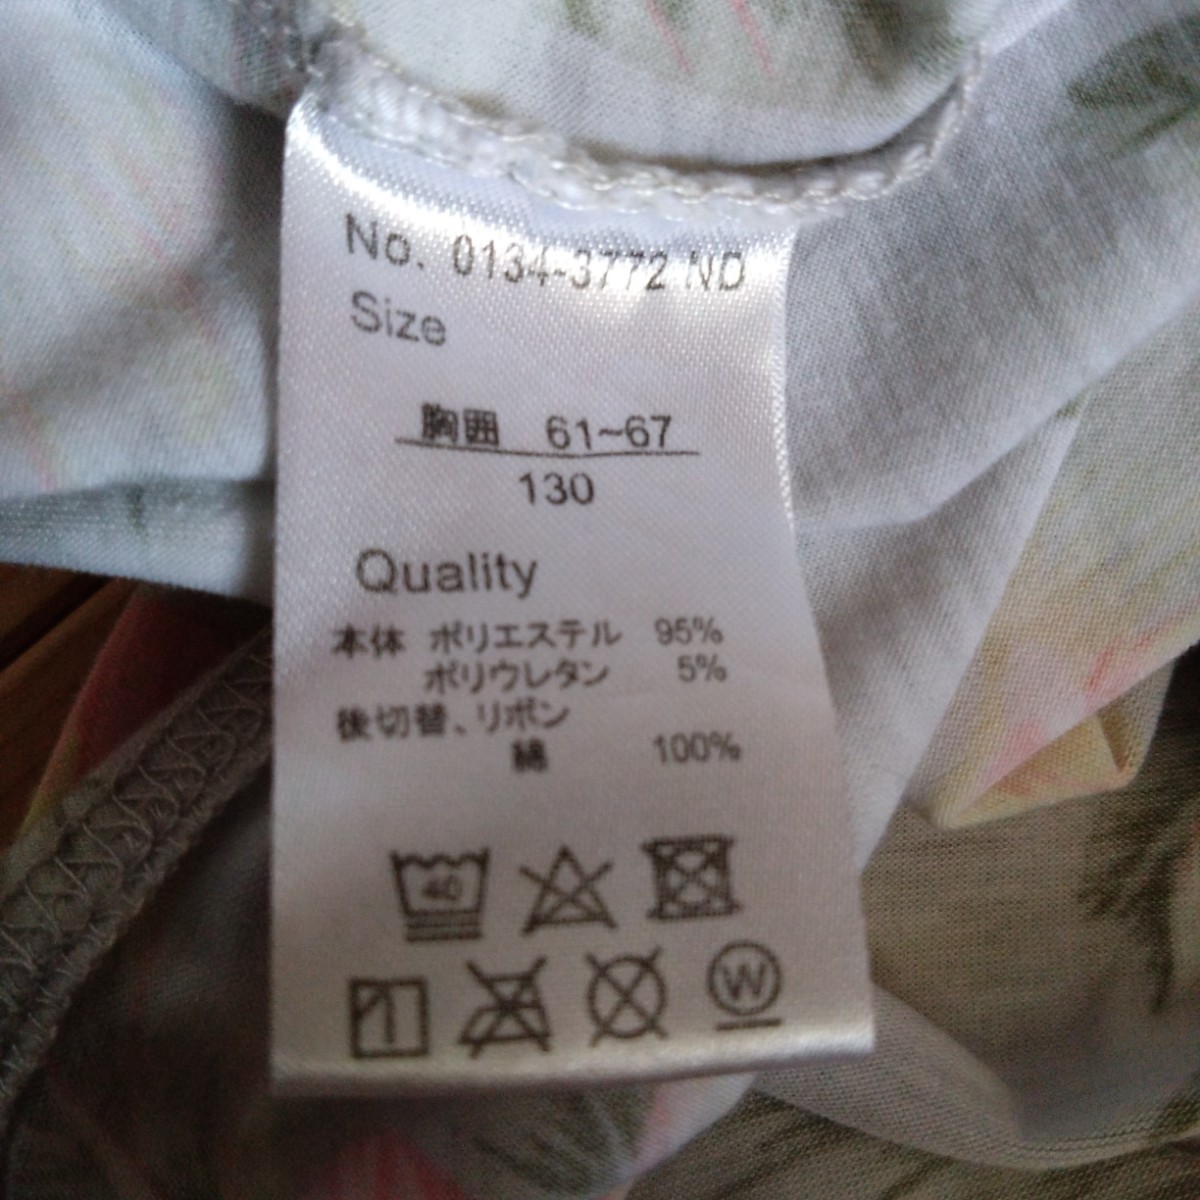 No. 0134-3772 ND
Size
胸囲 61~67
130
Quality
本体 ポリエステル 95%
ポリウレタン 5%
後切替、リボン
綿 100%
40
W